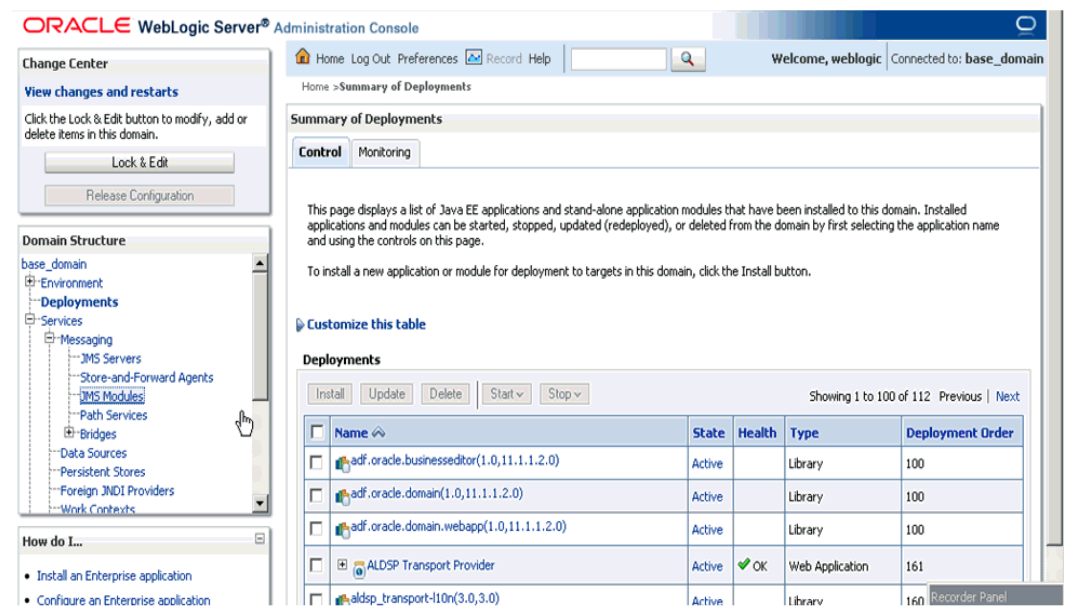 ORACLE WebLogic Server® Administration Console
Change Center
View changes and restarts
Click the Lock & Edit button to modify, add or
delete items in this domain.
Lock & Edit
Release Configuration
Domain Structure
base_domain
Environment
Deployments
Services
Messaging
JMS Servers
Store-and-Forward Agents
JMS Modules
Path Services
Bridges
Data Sources
Persistent Stores
Foreign JNDI Providers
Work Contexts
How do I...
Install an Enterprise application
Configure an Enterprise application
Home Log Out Preferences Record Help
Welcome, weblogic Connected to: base_domain
Home >Summary of Deployments
Summary of Deployments
Control Monitoring
This page displays a list of Java EE applications and stand-alone application modules that have been installed to this domain. Installed
applications and modules can be started, stopped, updated (redeployed), or deleted from the domain by first selecting the application name
and using the controls on this page.
To install a new application or module for deployment to targets in this domain, click the Install button.
Customize this table
Deployments
Install Update Delete Start Stop Showing 1 to 100 of 112 Previous | Next
Name State Health Type Deployment Order
adf.oracle.businesseditor(1.0,11.1.1.2.0) Active Library 100
adf.oracle.domain(1.0,11.1.1.2.0) Active Library 100
adf.oracle.domain.webapp(1.0,11.1.1.2.0) Active Library 100
ALDSP Transport Provider Active OK Web Application 161
aldsp_transport-l10n(3.0,3.0) Active Library 160
Recorder Panel